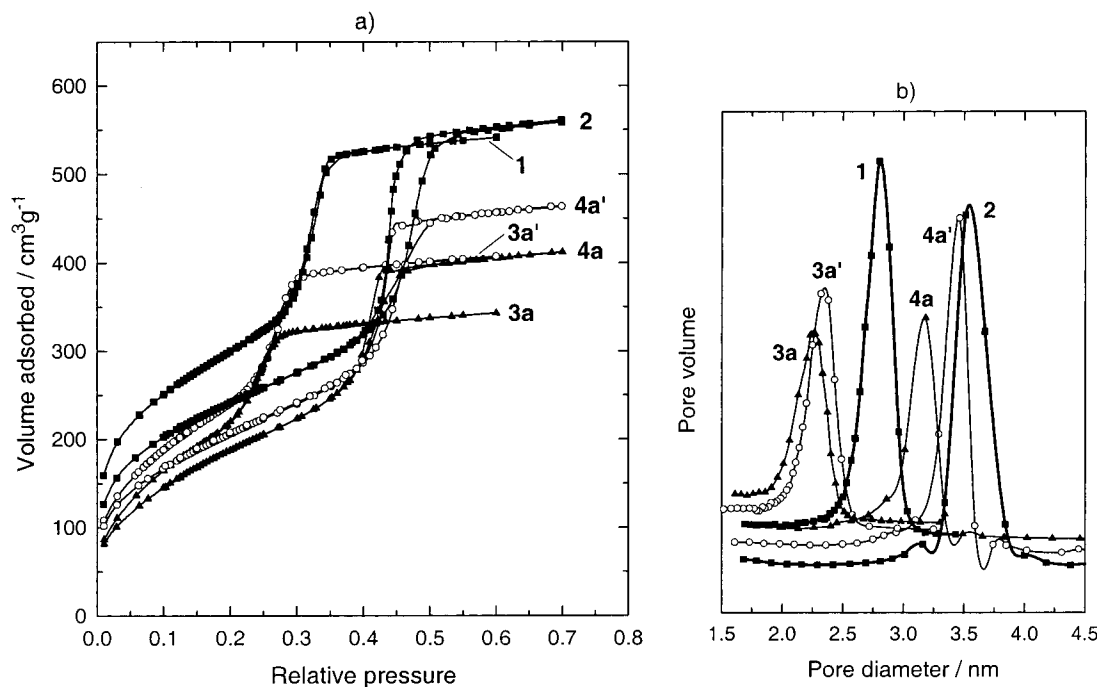 a)
600
500
400
300
200
100
0
Volume adsorbed / cm³g⁻¹
0.0 0.1 0.2 0.3 0.4 0.5 0.6 0.7 0.8
Relative pressure
2
1
4a'
3a'
4a
3a
b)
Pore volume
1
2
4a'
3a'
4a
3a
1.5 2.0 2.5 3.0 3.5 4.0 4.5
Pore diameter / nm